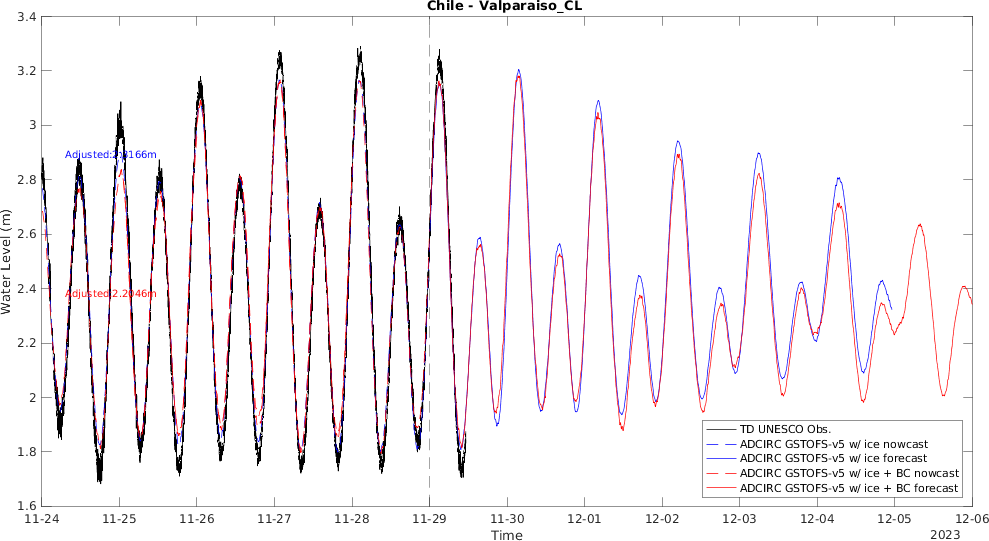 Chile - Valparaiso_CL
3.4
3.2
3
2.8
2.6
2.4
2.2
2
1.8
1.6
Water Level (m)
Adjusted:2.2046m
TD UNESCO Obs.
ADCIRC GSTOFS-v5 w/ ice nowcast
ADCIRC GSTOFS-v5 w/ ice forecast
ADCIRC GSTOFS-v5 w/ ice + BC nowcast
ADCIRC GSTOFS-v5 w/ ice + BC forecast
11-24 11-25 11-26 11-27 11-28 11-29 11-30 12-01 12-02 12-03 12-04 12-05 12-06
Time
2023